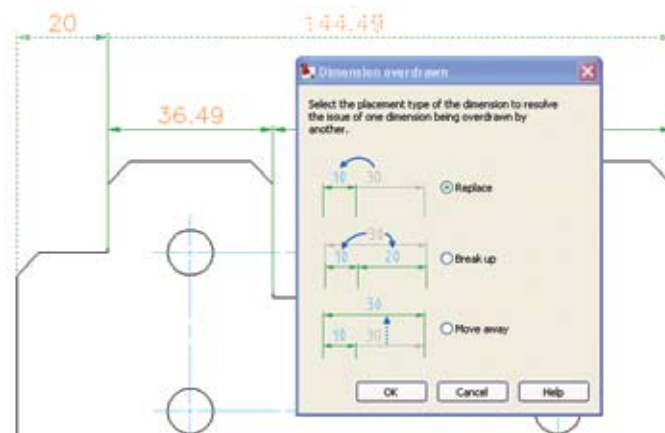 20
144.49
36.49
Dimension overdrawn
Select the placement type of the dimension to resolve
the issue of one dimension being overdrawn by
another.
10 30
Replace
30
10 20
Break up
30
10 30
Move away
OK Cancel Help